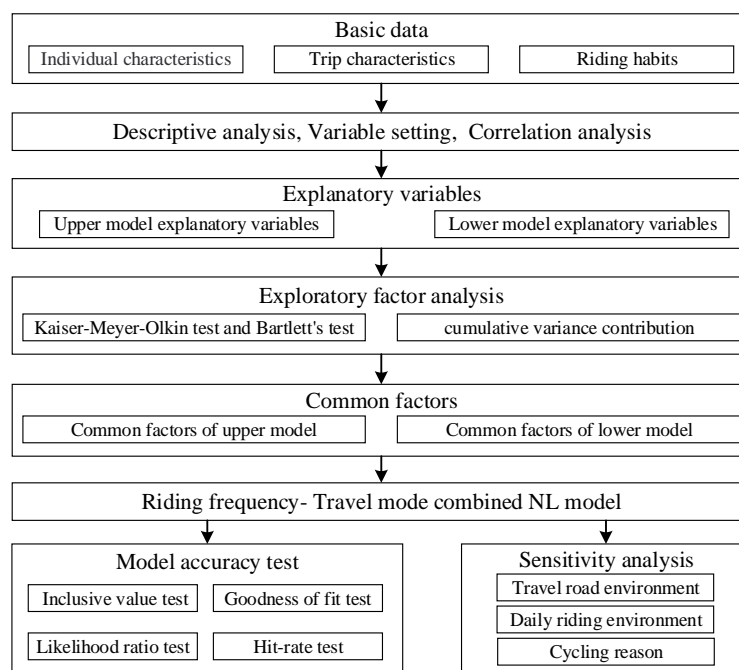 Basic data
Individual characteristics
Trip characteristics
Riding habits
Descriptive analysis, Variable setting, Correlation analysis
Explanatory variables
Upper model explanatory variables
Lower model explanatory variables
Exploratory factor analysis
Kaiser-Meyer-Olkin test and Bartlett's test
cumulative variance contribution
Common factors
Common factors of upper model
Common factors of lower model
Riding frequency- Travel mode combined NL model
Model accuracy test
Inclusive value test
Goodness of fit test
Likelihood ratio test
Hit-rate test
Sensitivity analysis
Travel road environment
Daily riding environment
Cycling reason